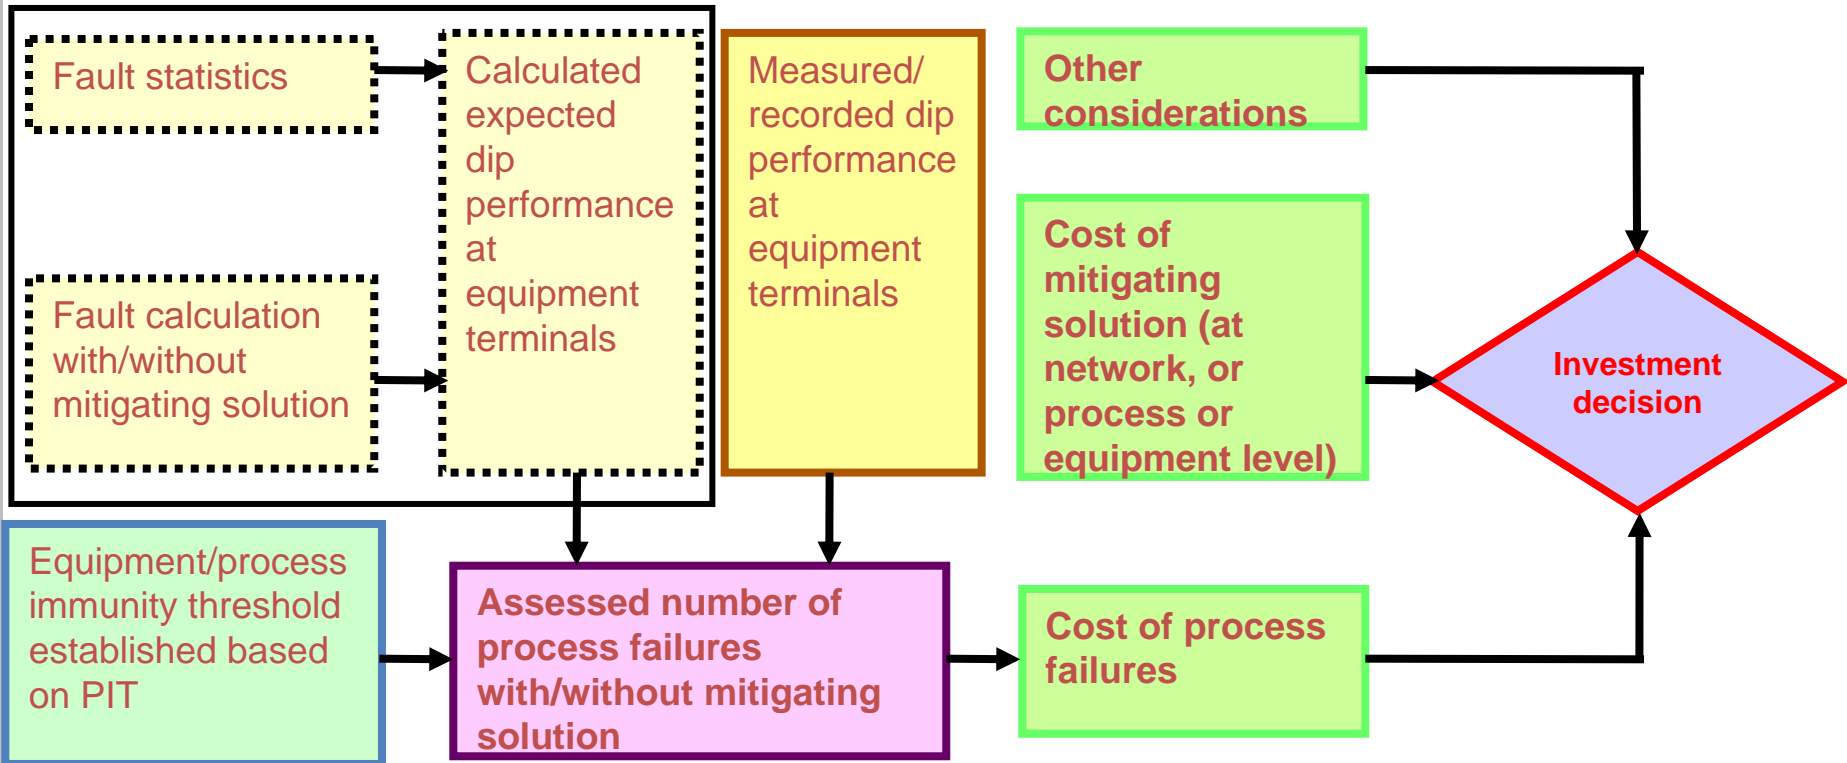 Fault statistics
Fault calculation
with/without
mitigating solution
Calculated
expected
dip
performance
at
equipment
terminals
Measured/
recorded dip
performance
at
equipment
terminals
Other
considerations
Cost of
mitigating
solution (at
network, or
process or
equipment level)
Investment
decision
Equipment/process
immunity threshold
established based
on PIT
Assessed number of
process failures
with/without mitigating
solution
Cost of process
failures